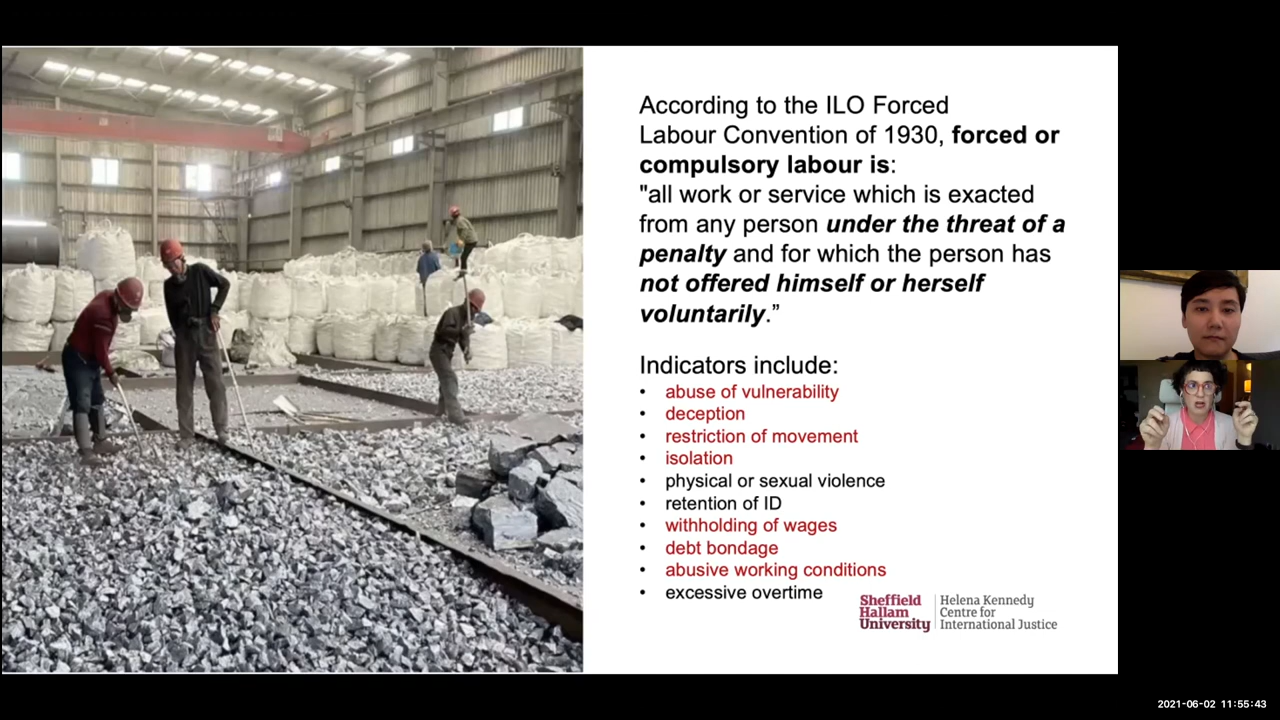 According to the ILO Forced
Labour Convention of 1930, forced or
compulsory labour is:
"all work or service which is exacted
from any person under the threat of a
penalty and for which the person has
not offered himself or herself
voluntarily.”
Indicators include:
• abuse of vulnerability
• deception
• restriction of movement
• isolation
• physical or sexual violence
• retention of ID
• withholding of wages
• debt bondage
• abusive working conditions
• excessive overtime
Sheffield
Hallam
University
Helena Kennedy
Centre for
International Justice
2021-06-02 11:55:43